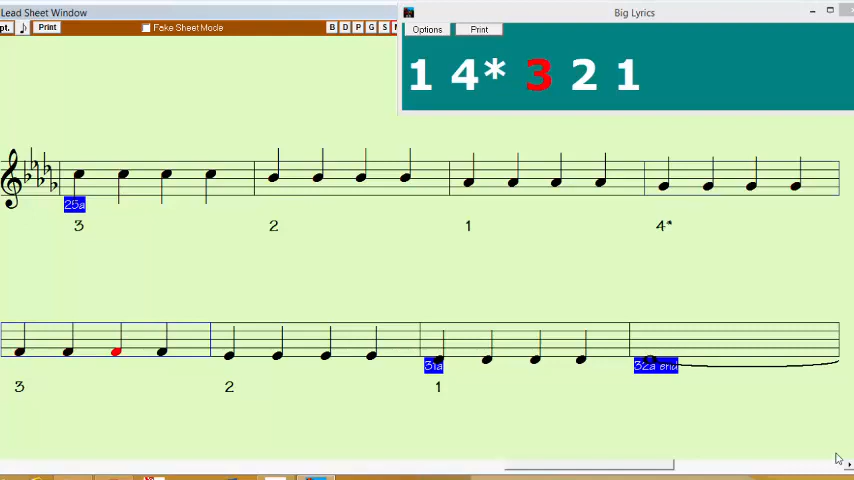 Lead Sheet Window
Big Lyrics
pt. Print Fake Sheet Mode B D P G S
Options Print
1 4* 3 2 1
25a
3 2 1 4*
31a 32a end
3 2 1